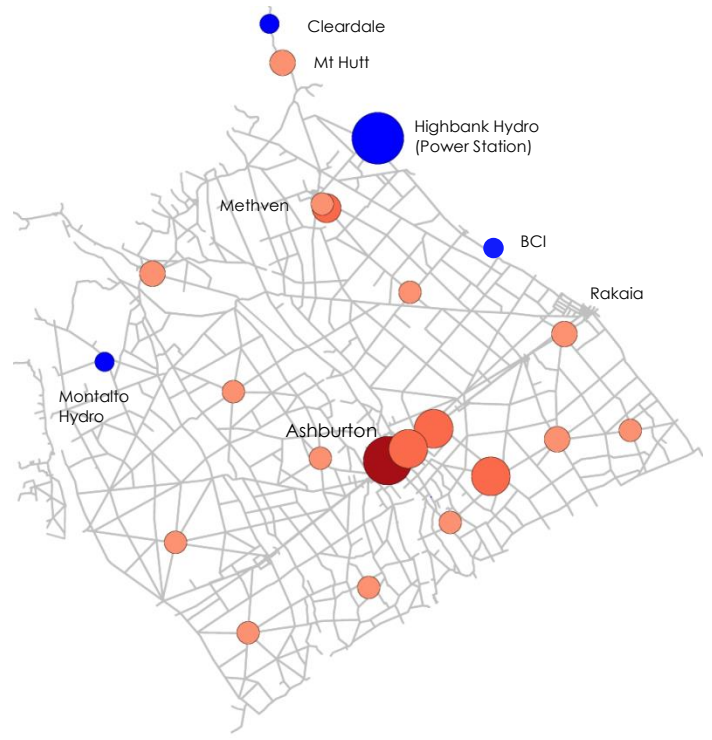 Cleardale
Mt Hutt
Highbank Hydro
(Power Station)
Methven
BCI
Rakaia
Montalto
Hydro
Ashburton